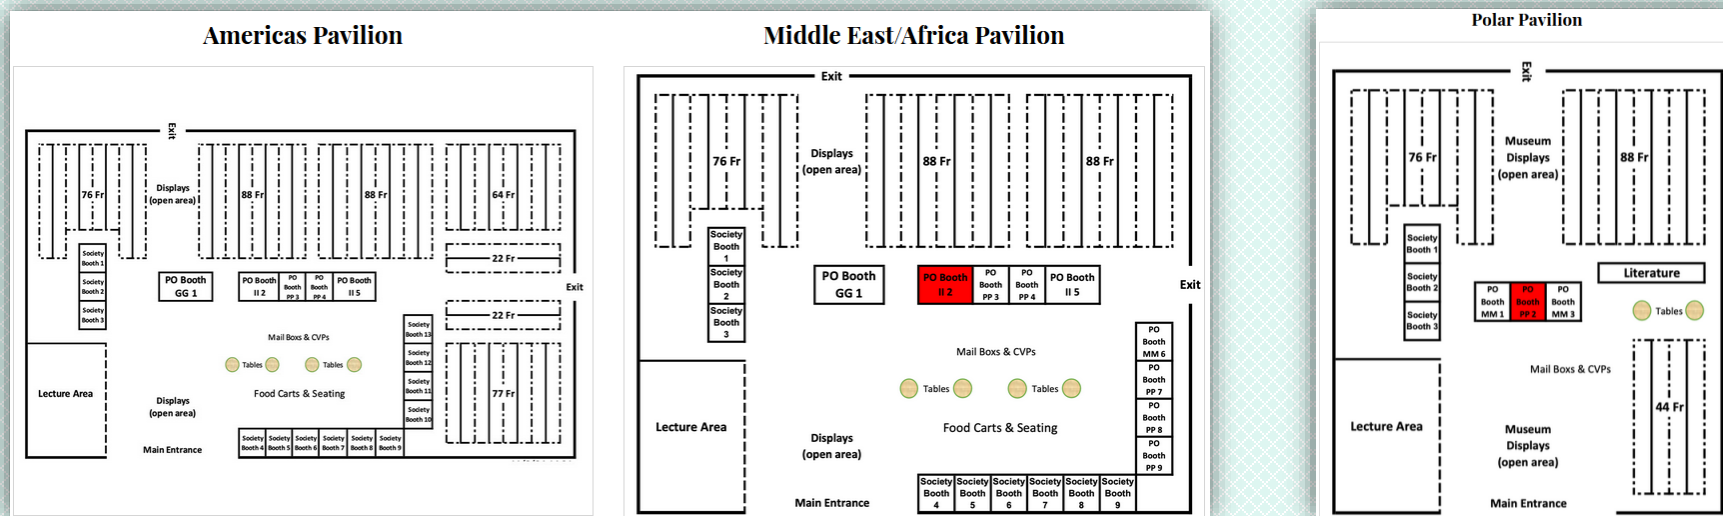 Americas Pavilion
Exit
76 Fr
Displays
(open area)
88 Fr
88 Fr
64 Fr
22 Fr
Society
Booth 1
Society
Booth 2
Society
Booth 3
PO Booth
GG 1
PO Booth
II 2
PO
Booth
PP 3
PO
Booth
PP 4
PO Booth
II 5
Exit
22 Fr
Mail Boxs & CVPs
Tables
Tables
Food Carts & Seating
Society
Booth 13
Society
Booth 12
Society
Booth 11
Society
Booth 10
77 Fr
Lecture Area
Displays
(open area)
Main Entrance
Society
Booth 4
Society
Booth 5
Society
Booth 6
Society
Booth 7
Society
Booth 8
Society
Booth 9
Middle East/Africa Pavilion
Exit
76 Fr
Displays
(open area)
88 Fr
88 Fr
Society
Booth
1
Society
Booth
2
Society
Booth
3
PO Booth
GG 1
PO Booth
II 2
PO
Booth
PP 3
PO
Booth
PP 4
PO Booth
II 5
Exit
Mail Boxs & CVPs
Tables
Tables
Food Carts & Seating
PO
Booth
MM 6
PO
Booth
PP 7
PO
Booth
PP 8
PO
Booth
PP 9
Lecture Area
Displays
(open area)
Main Entrance
Society
Booth
4
Society
Booth
5
Society
Booth
6
Society
Booth
7
Society
Booth
8
Society
Booth
9
Polar Pavilion
Exit
76 Fr
Museum
Displays
(open area)
88 Fr
Society
Booth 1
Society
Booth 2
Society
Booth 3
PO
Booth
MM 1
PO
Booth
PP 2
PO
Booth
MM 3
Literature
Tables
Mail Boxs & CVPs
44 Fr
Lecture Area
Museum
Displays
(open area)
Main Entrance